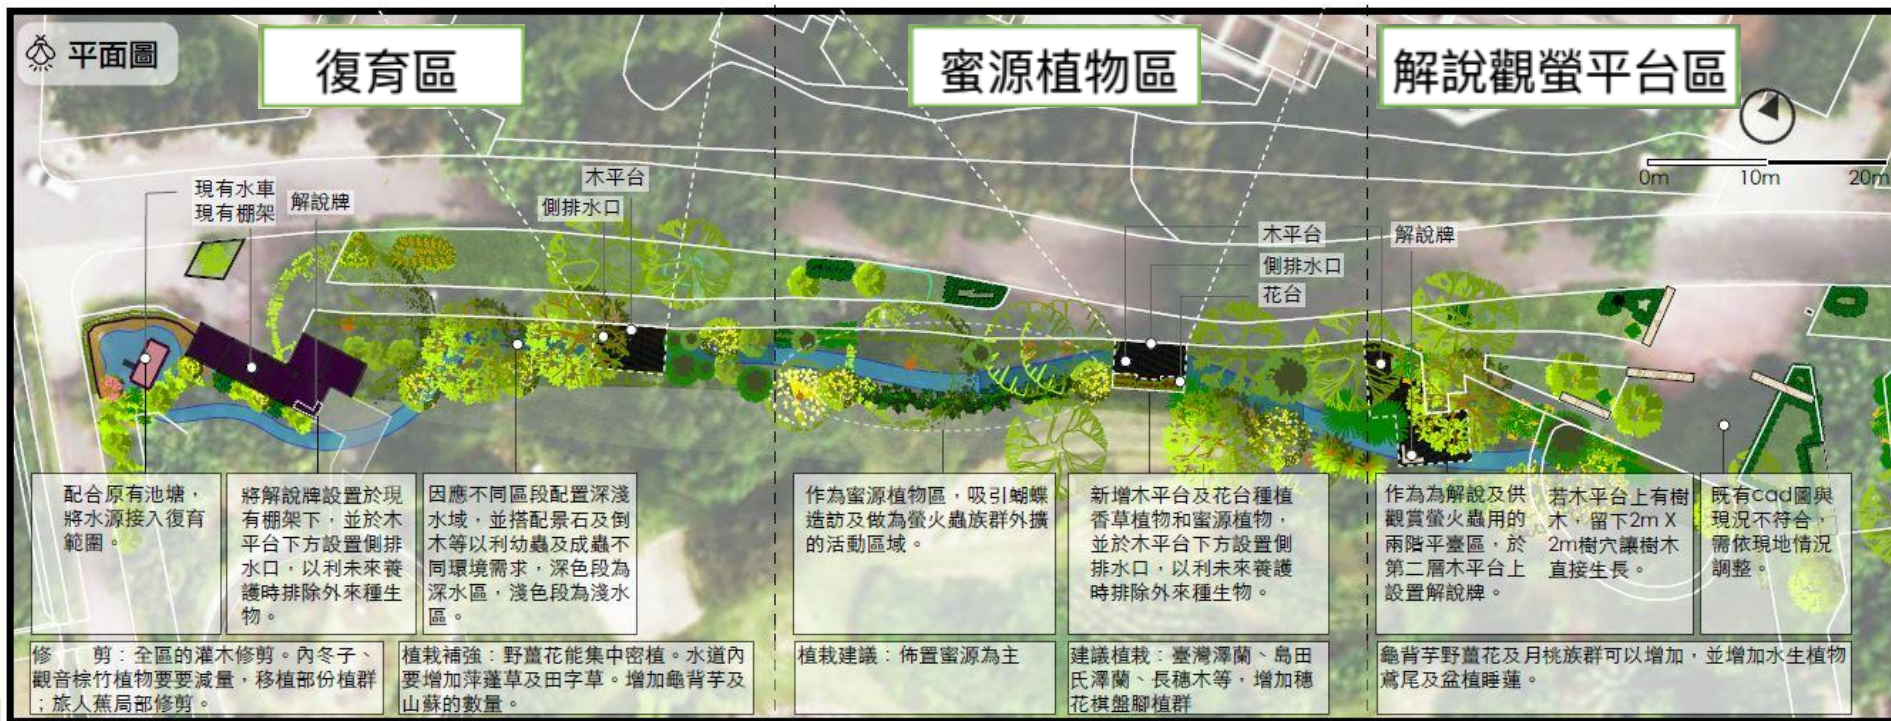 平面圖
復育區
蜜源植物區
解說觀螢平台區
0m 10m 20m
現有水車
現有棚架
解說牌
木平台
側排水口
木平台
側排水口
花台
解說牌
配合原有池塘，
將水源接入復育
範圍。
將解說牌設置於現
有棚架下，並於木
平台下方設置側排
水口，以利未來養
護時排除外來種生
物。
因應不同區段配置深淺
水域，並搭配景石及倒
木等以利幼蟲及成蟲不
同環境需求，深色段為
深水區，淺色段為淺水
區。
作為蜜源植物區，吸引蝴蝶
造訪及做為螢火蟲族群外擴
的活動區域。
新增木平台及花台種植
香草植物和蜜源植物，
並於木平台下方設置側
排水口，以利未來養護
時排除外來種生物。
作為為解說及供
觀賞螢火蟲用的
兩階平臺區，於
第二層木平台上
設置解說牌。
若木平台上有樹
木，留下2m X
2m樹穴讓樹木
直接生長。
既有Cad圖與
現況不符合，
需依現地情況
調整。
修　　剪：全區的灌木修剪。內冬子、
觀音棕竹植物要要減量，移植部份植群
；旅人蕉局部修剪。
植栽補強：野薑花能集中密植。水道內
要增加萍蓬草及田字草。增加龜背芋及
山蘇的數量。
植栽建議：佈置蜜源為主
建議植栽：臺灣澤蘭、島田
氏澤蘭、長穗木等，增加穗
花棋盤腳植群
龜背芋野薑花及月桃族群可以增加，並增加水生植物
鳶尾及盆植睡蓮。